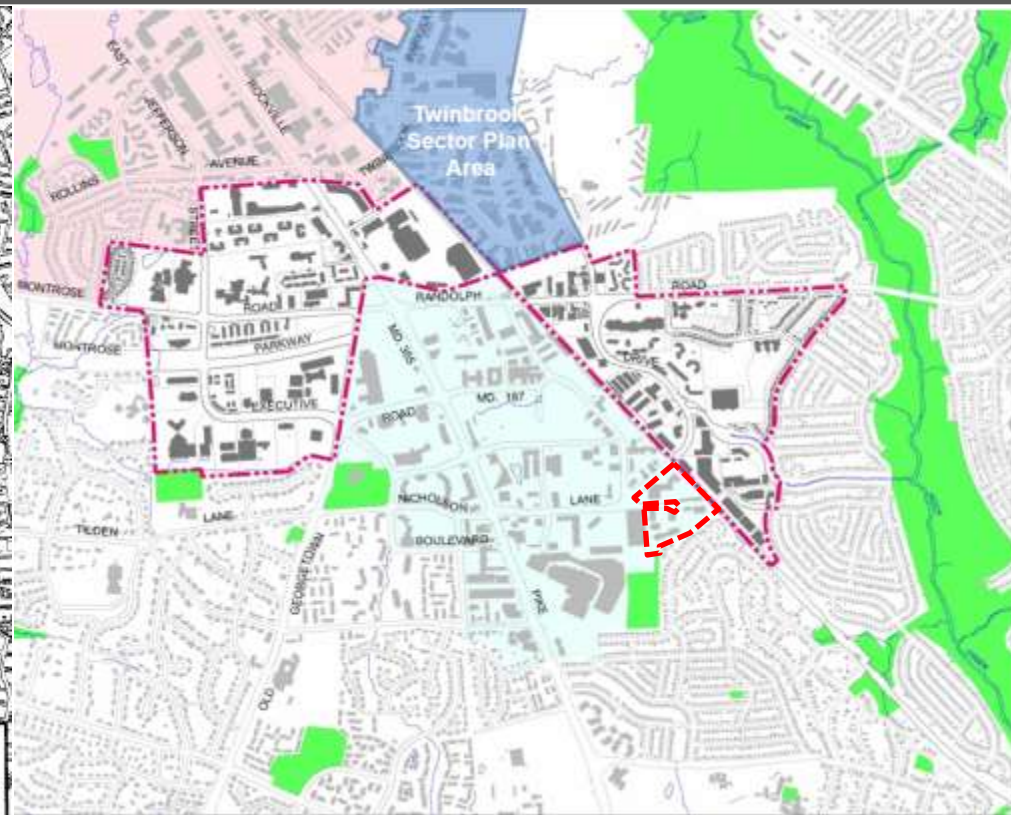 EAST
JEFFERSON
ROCKVILLE
Twinbrook
Sector Plan
Area
AVENUE
ROLLINS
STREET
MONTROSE
ROAD
RANDOLPH
ROAD
MONTROSE
PARKWAY
MD. 355
DRIVE
MD. 187
EXECUTIVE
ROAD
NICHOLSON
LANE
TILDEN
LANE
BOULEVARD
GEORGETOWN
PIKE
OLD